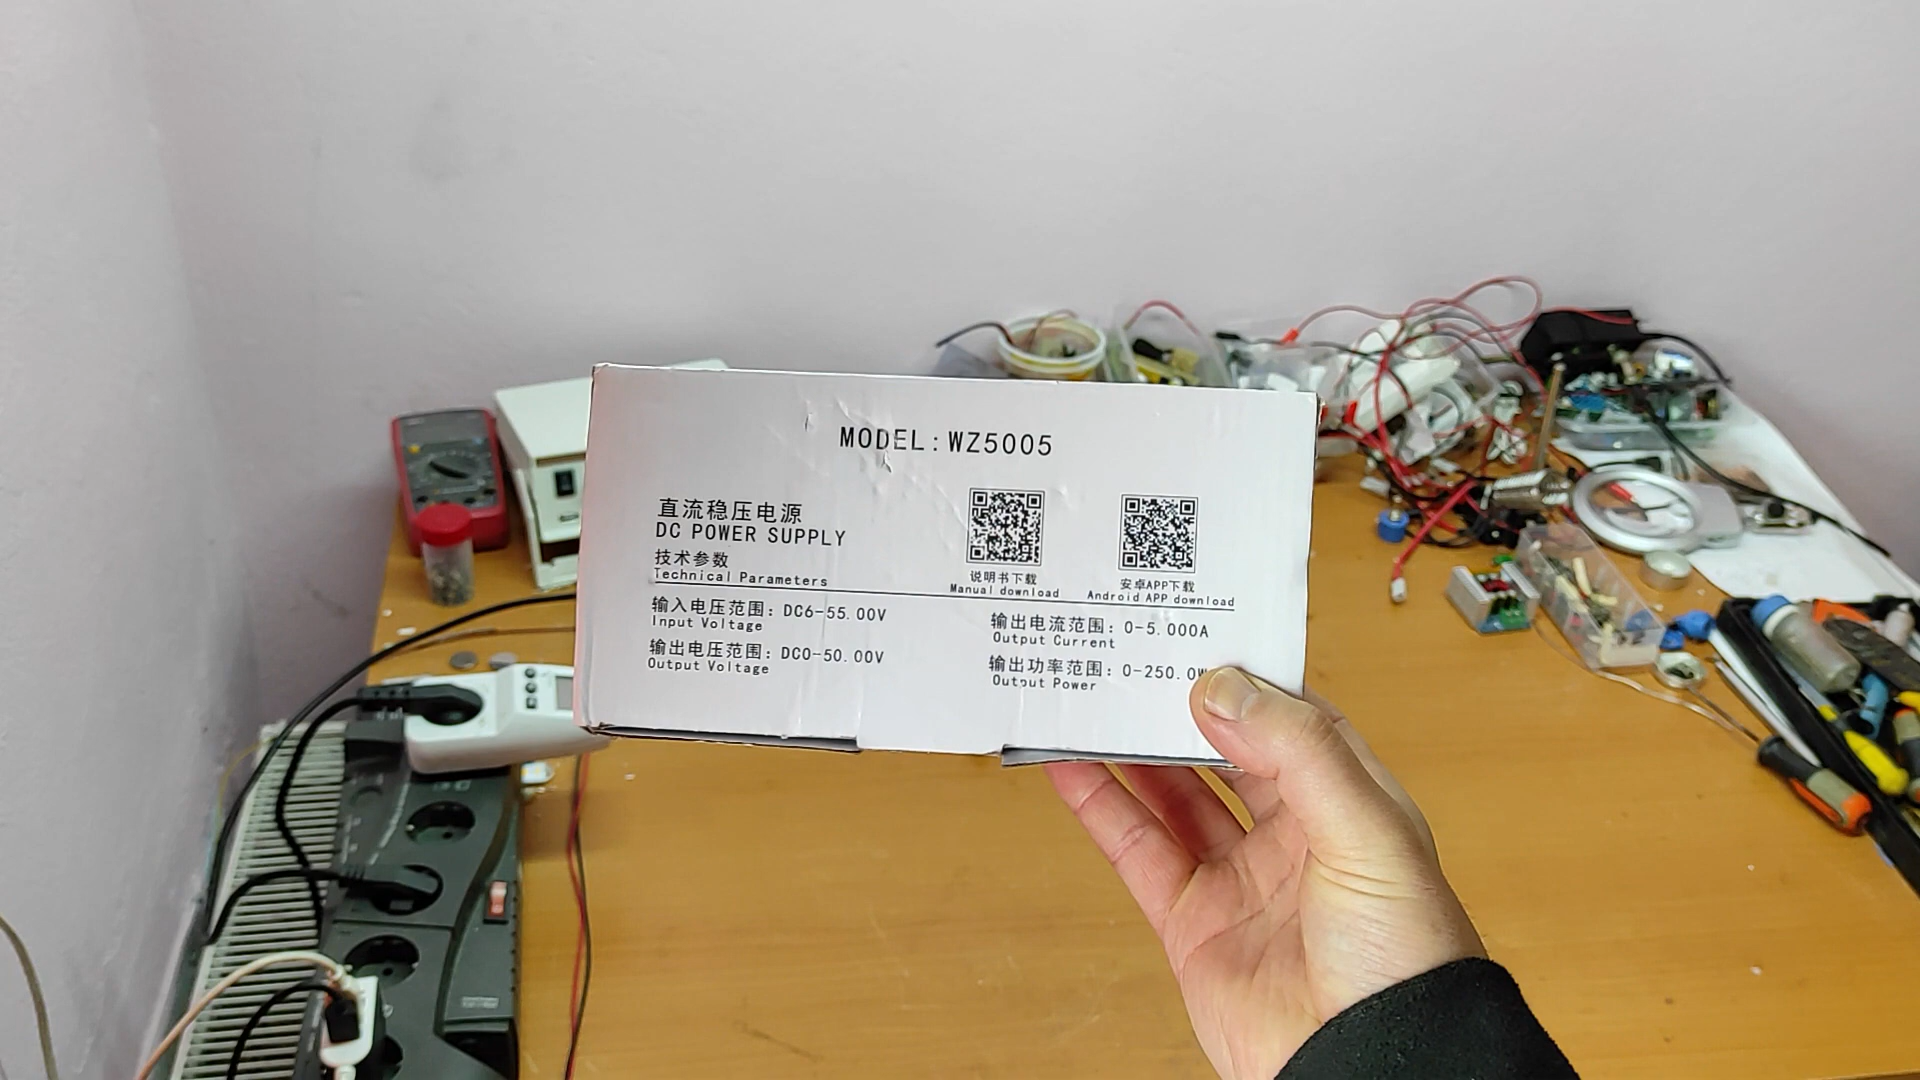 MODEL:WZ5005
直流稳压电源
DC POWER SUPPLY
技术参数
Technical Parameters
说明书下载
Manual download
安卓APP下载
Android APP download
输入电压范围: DC6-55.00V
Input Voltage
输出电压范围: DC0-50.00V
Output Voltage
输出电流范围: 0-5.000A
Output Current
输出功率范围: 0-250.0W
Output Power